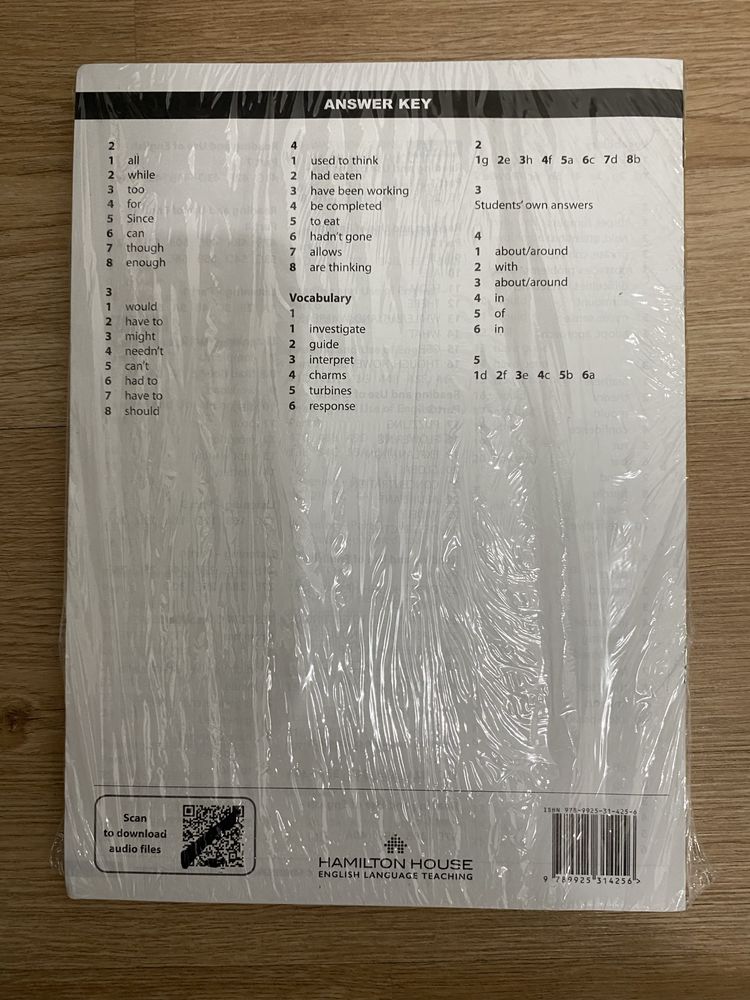 ANSWER KEY
2
1 all
2 while
3 too
4 for
5 Since
6 can
7 though
8 enough
3
1 would
2 have to
3 might
4 needn't
5 can't
6 had to
7 have to
8 should
4
1 used to think
2 had eaten
3 have been working
4 be completed
5 to eat
6 hadn't gone
7 allows
8 are thinking
Vocabulary
1
1 investigate
2 guide
3 interpret
4 charms
5 turbines
6 response
2
1g 2e 3h 4f 5a 6c 7d 8b
3
Students' own answers
4
1 about/around
2 with
3 about/around
4 in
5 of
6 in
5
1d 2f 3e 4c 5b 6a
Scan
to download
audio files
HAMILTON HOUSE
ENGLISH LANGUAGE TEACHING
ISBN 978-9925-31-425-6
9 789925 314256 >